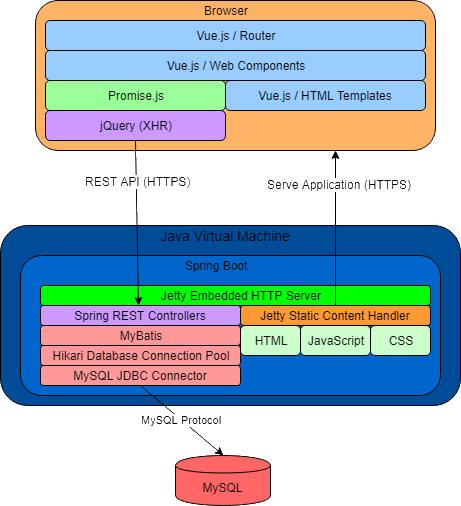 Browser
Vue.js / Router
Vue.js / Web Components
Promise.js
Vue.js / HTML Templates
jQuery (XHR)
REST API (HTTPS)
Serve Application (HTTPS)
Java Virtual Machine
Spring Boot
Jetty Embedded HTTP Server
Spring REST Controllers
Jetty Static Content Handler
MyBatis
HTML
JavaScript
CSS
Hikari Database Connection Pool
MySQL JDBC Connector
MySQL Protocol
MySQL